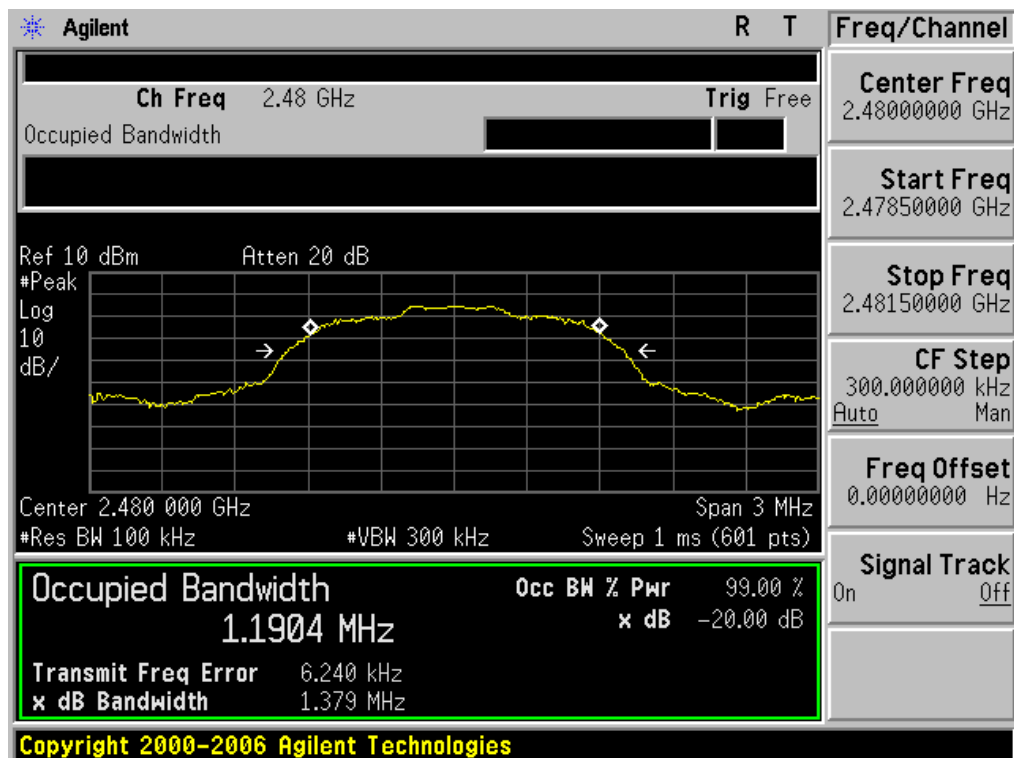 Agilent R T
Ch Freq 2.48 GHz Trig Free
Occupied Bandwidth
Ref 10 dBm Atten 20 dB
#Peak
Log
10
dB/
Center 2.480 000 GHz Span 3 MHz
#Res BW 100 kHz #VBW 300 kHz Sweep 1 ms (601 pts)
Occupied Bandwidth
1.1904 MHz
Occ BW % Pwr 99.00 %
x dB -20.00 dB
Transmit Freq Error 6.240 kHz
x dB Bandwidth 1.379 MHz
Copyright 2000-2006 Agilent Technologies
Freq/Channel
Center Freq
2.48000000 GHz
Start Freq
2.47850000 GHz
Stop Freq
2.48150000 GHz
CF Step
300.000000 kHz
Auto Man
Freq Offset
0.00000000 Hz
Signal Track
On Off